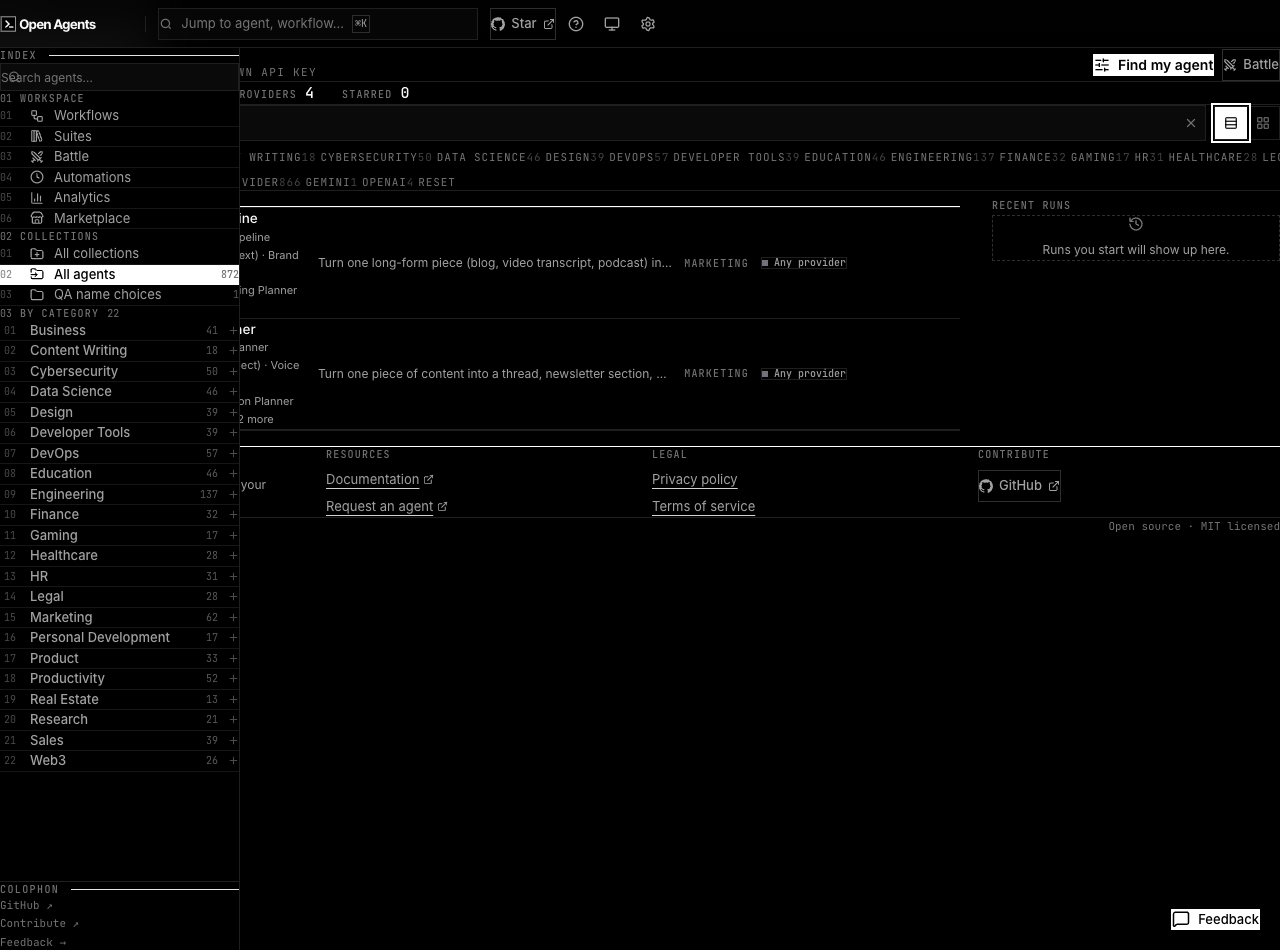 Open Agents
Jump to agent, workflow... ⌘K
Star
INDEX
Search agents...
01 WORKSPACE
01 Workflows
02 Suites
03 Battle
04 Automations
05 Analytics
06 Marketplace
02 COLLECTIONS
01 All collections
02 All agents 872
03 QA name choices 1
03 BY CATEGORY 22
01 Business 41 +
02 Content Writing 18 +
03 Cybersecurity 50 +
04 Data Science 46 +
05 Design 39 +
06 Developer Tools 39 +
07 DevOps 57 +
08 Education 46 +
09 Engineering 137 +
10 Finance 32 +
11 Gaming 17 +
12 Healthcare 28 +
13 HR 31 +
14 Legal 28 +
15 Marketing 62 +
16 Personal Development 17 +
17 Product 33 +
18 Productivity 52 +
19 Real Estate 13 +
20 Research 21 +
21 Sales 39 +
22 Web3 26 +
COLOPHON
GitHub ↗
Contribute ↗
Feedback →
WN API KEY
Find my agent
Battle
ROVIDERS 4 STARRED 0
WRITING18 CYBERSECURITY50 DATA SCIENCE46 DESIGN39 DEVOPS57 DEVELOPER TOOLS39 EDUCATION46 ENGINEERING137 FINANCE32 GAMING17 HR31 HEALTHCARE28 LEG
VIDER866 GEMINI1 OPENAI4 RESET
ine
peline
ext) · Brand
ing Planner
Turn one long-form piece (blog, video transcript, podcast) in... MARKETING Any provider
ner
anner
ect) · Voice
on Planner
2 more
Turn one piece of content into a thread, newsletter section, ... MARKETING Any provider
RECENT RUNS
Runs you start will show up here.
your
RESOURCES
Documentation
Request an agent
LEGAL
Privacy policy
Terms of service
CONTRIBUTE
GitHub
Open source · MIT licensed
Feedback